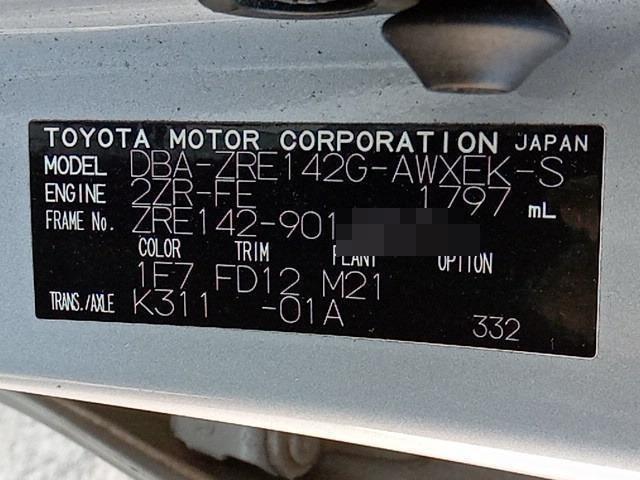 TOYOTA MOTOR CORPORATION JAPAN
MODEL DBA-ZRE142G-AWXEK-S
ENGINE 2ZR-FE 1797 mL
FRAME No. ZRE142-901
COLOR TRIM PLANT OPTION
1E7 FD12 M21
TRANS./AXLE K311 -01A
332